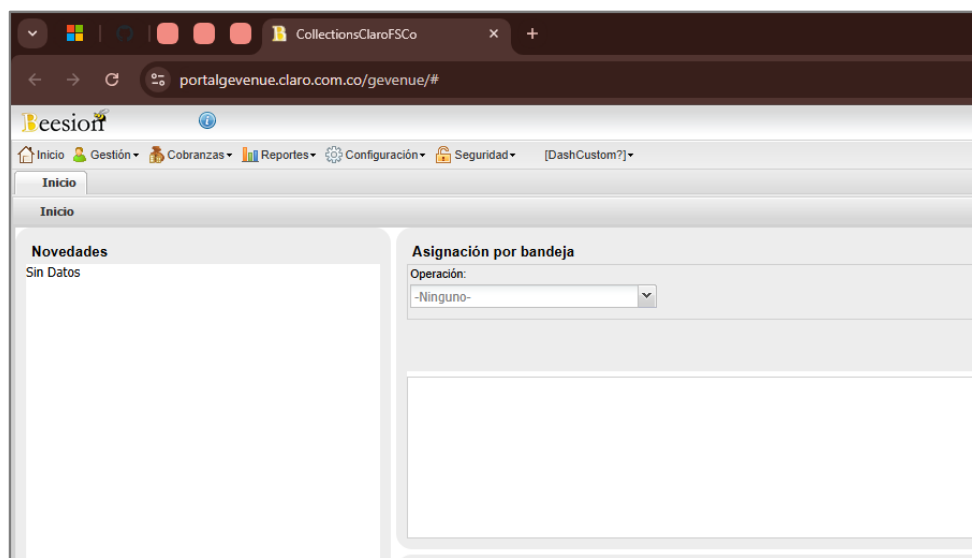 CollectionsClaroFSCo
portalgevenue.claro.com.co/gevenue/#
Beesion
Inicio Gestión Cobranzas Reportes Configuración Seguridad [DashCustom?]
Inicio
Inicio
Novedades
Sin Datos
Asignación por bandeja
Operación:
-Ninguno-